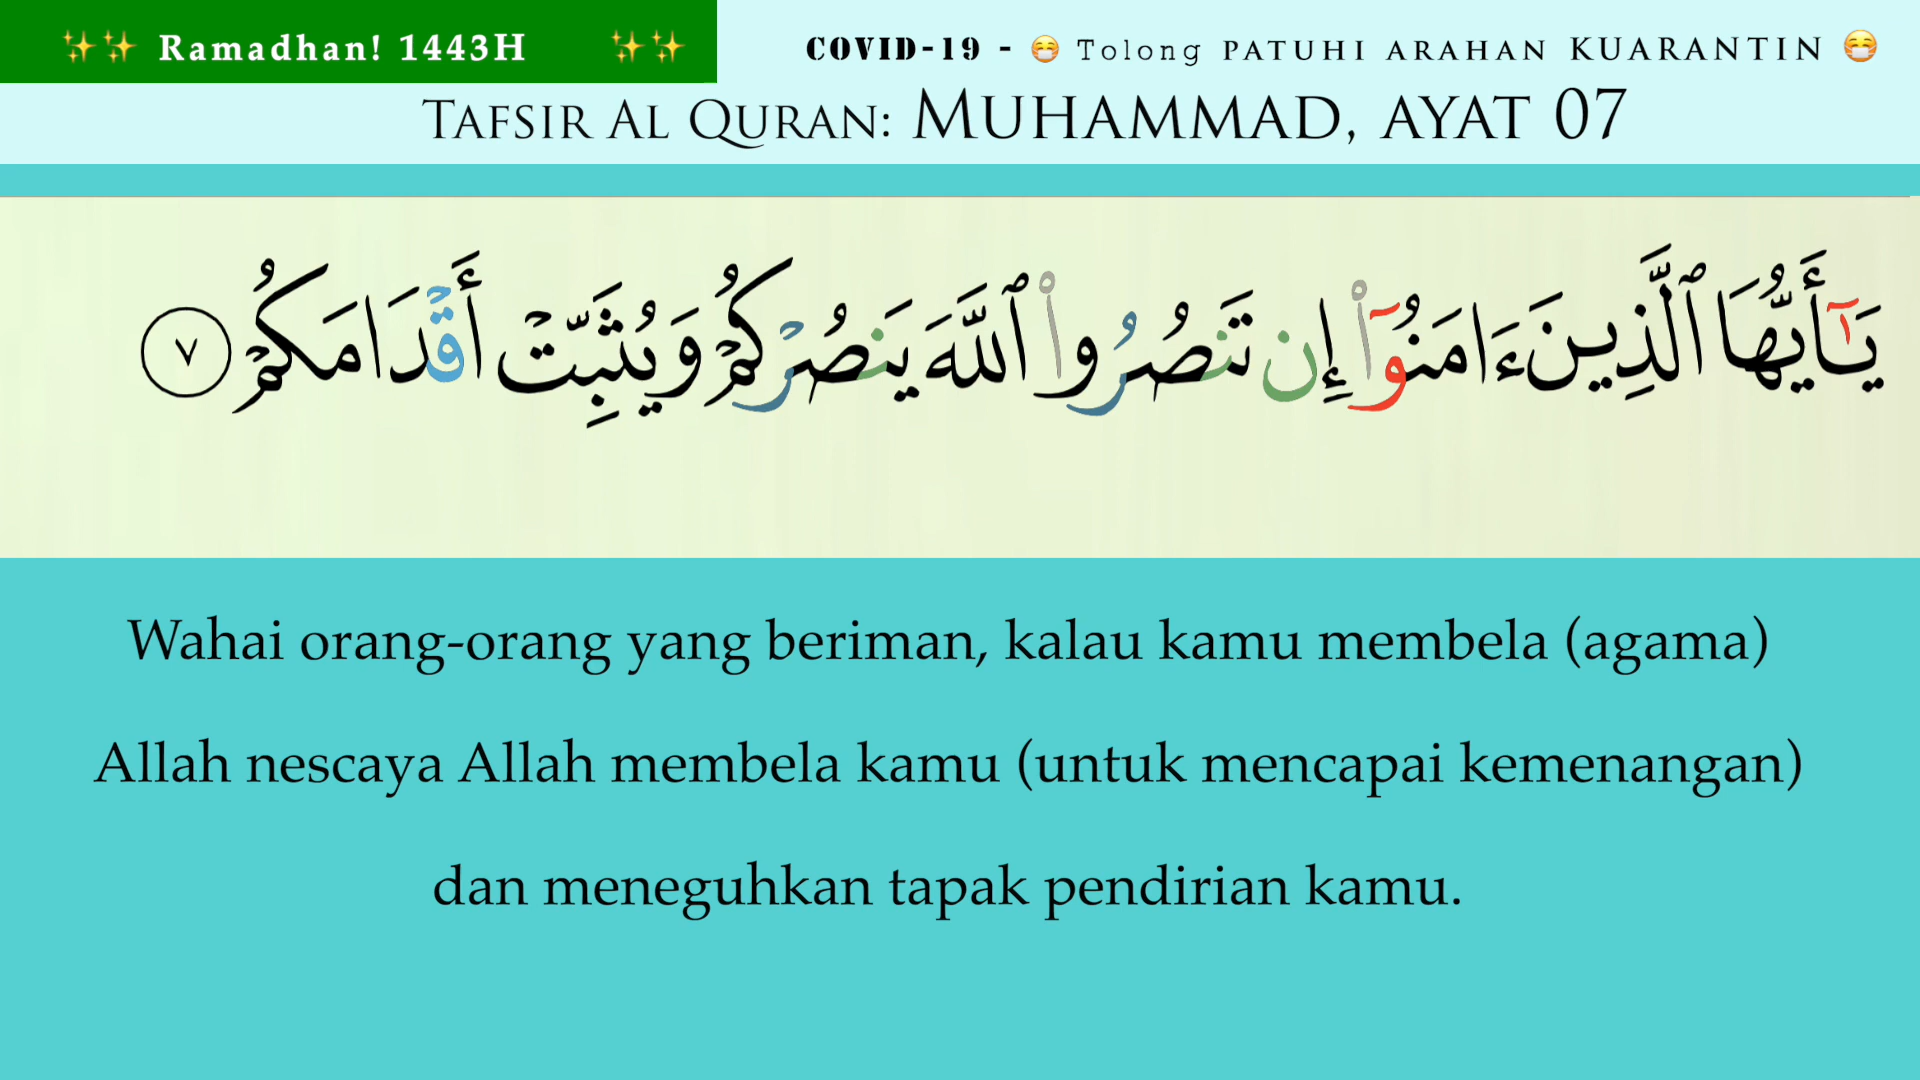 ✨✨ Ramadhan! 1443H ✨✨
COVID-19 - 😷 Tolong PATUHI ARAHAN KUARANTIN 😷
TAFSIR AL QURAN: MUHAMMAD, AYAT 07
يَـٰٓأَيُّهَا ٱلَّذِينَ ءَامَنُوٓا۟ إِن تَنصُرُوا۟ ٱللَّهَ يَنصُرْكُمْ وَيُثَبِّتْ أَقْدَامَكُمْ ٧
Wahai orang-orang yang beriman, kalau kamu membela (agama)
Allah nescaya Allah membela kamu (untuk mencapai kemenangan)
dan meneguhkan tapak pendirian kamu.